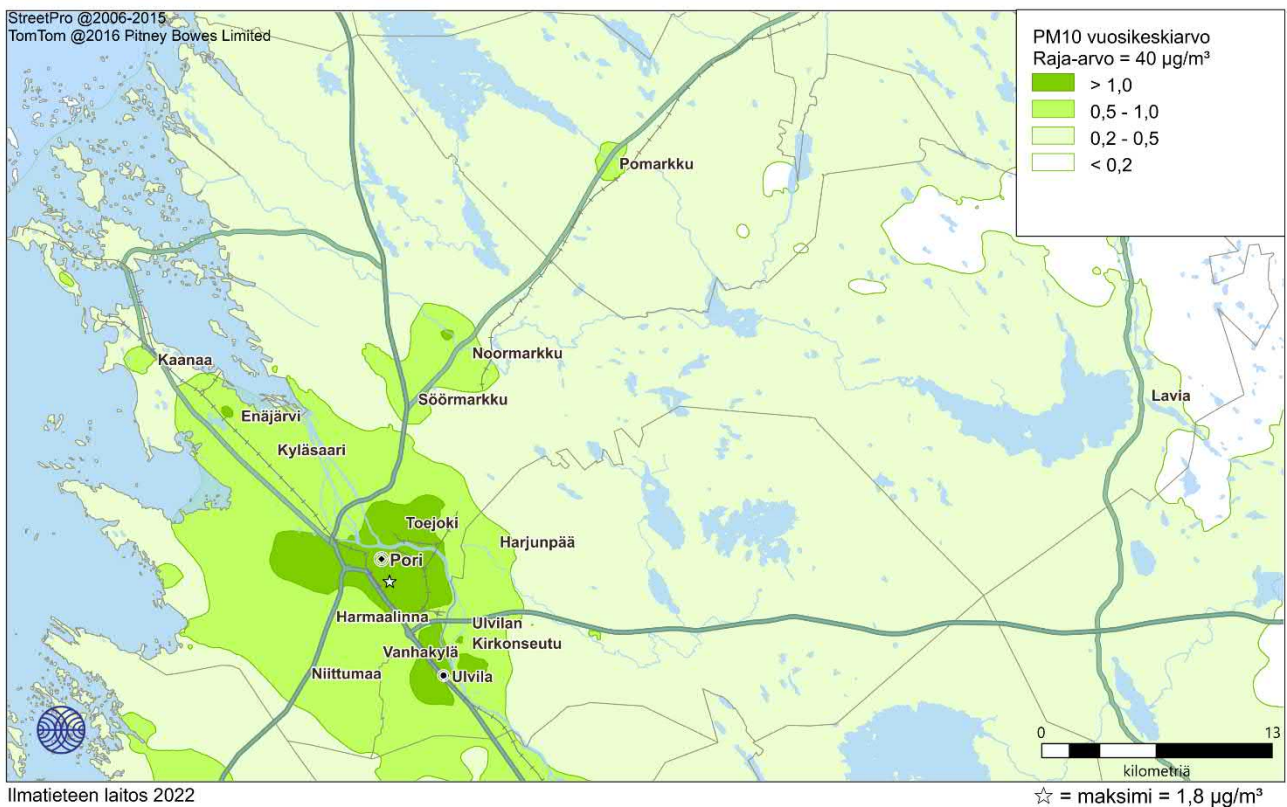 StreetPro @2006-2015
TomTom @2016 Pitney Bowes Limited
PM10 vuosikeskiarvo
Raja-arvo = 40 µg/m³
> 1,0
0,5 - 1,0
0,2 - 0,5
< 0,2
Pomarkku
Noormarkku
Kaanaa
Söörmarkku
Lavia
Enäjärvi
Kyläsaari
Toejoki
Harjunpää
Pori
Harmaalinna
Ulvilan
Kirkonseutu
Vanhakylä
Niittumaa
Ulvila
0 13
kilometriä
Ilmatieteen laitos 2022
☆ = maksimi = 1,8 µg/m³